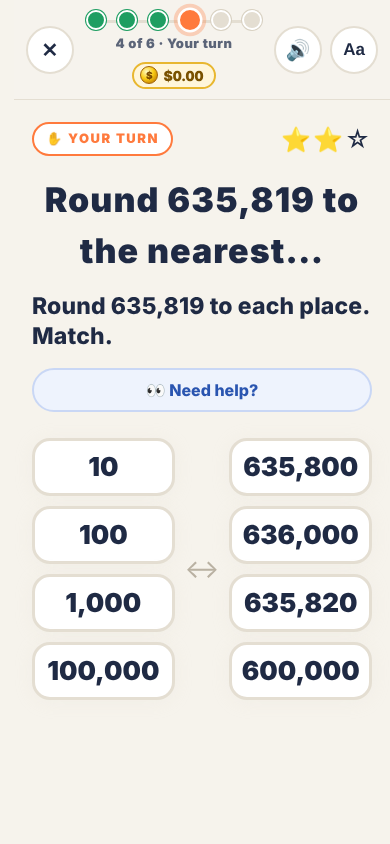 4 of 6 · Your turn
$ $0.00
Aa
YOUR TURN
Round 635,819 to
the nearest...
Round 635,819 to each place.
Match.
Need help?
10
635,800
100
636,000
1,000
635,820
100,000
600,000